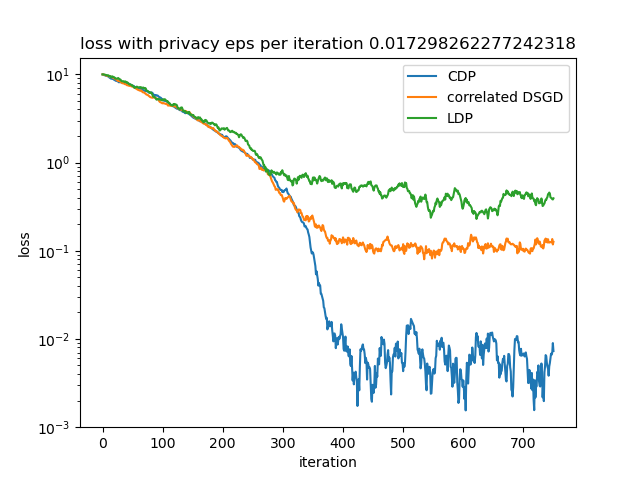 loss with privacy eps per iteration 0.017298262277242318
CDP
correlated DSGD
LDP
10¹
10⁰
10⁻¹
10⁻²
10⁻³
loss
0 100 200 300 400 500 600 700
iteration